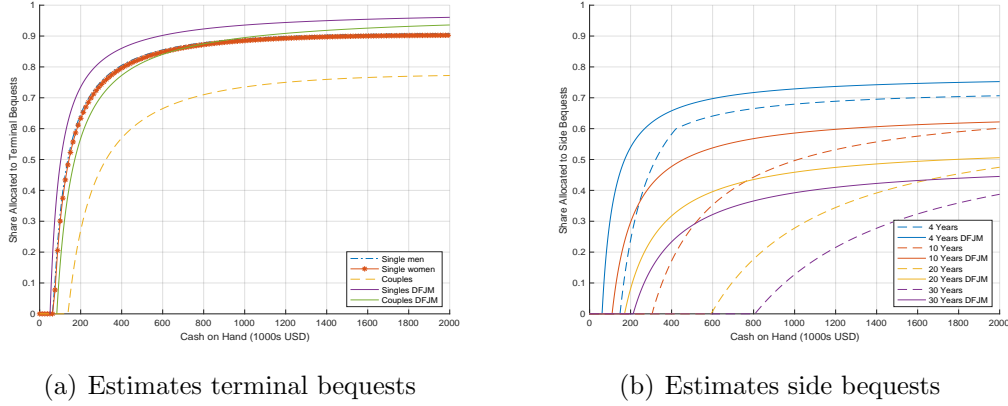 Share Allocated to Terminal Bequests
1
0.9
0.8
0.7
0.6
0.5
0.4
0.3
0.2
0.1
0
0 200 400 600 800 1000 1200 1400 1600 1800 2000
Cash on Hand (1000s USD)
Single men
Single women
Couples
Singles DFJM
Couples DFJM
(a) Estimates terminal bequests
Share Allocated to Side Bequests
1
0.9
0.8
0.7
0.6
0.5
0.4
0.3
0.2
0.1
0
0 200 400 600 800 1000 1200 1400 1600 1800 2000
Cash on Hand (1000s USD)
4 Years
4 Years DFJM
10 Years
10 Years DFJM
20 Years
20 Years DFJM
30 Years
30 Years DFJM
(b) Estimates side bequests